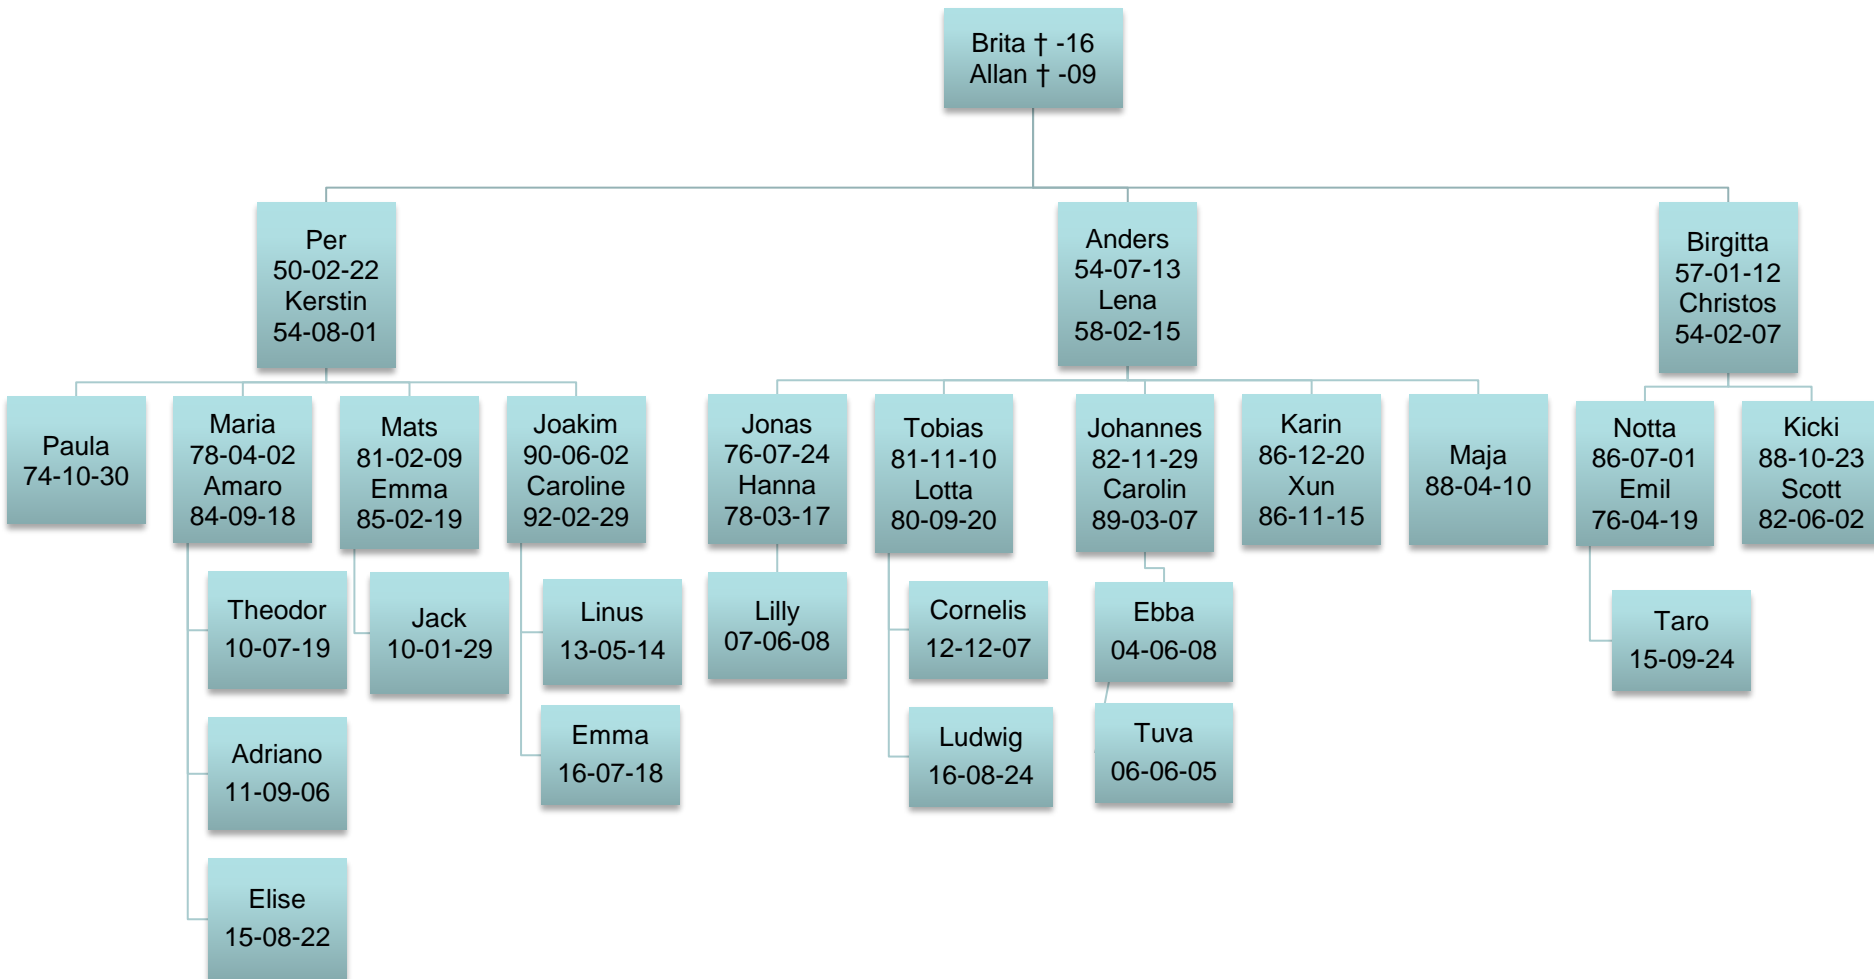 Brita † -16
Allan † -09
Per
50-02-22
Kerstin
54-08-01
Anders
54-07-13
Lena
58-02-15
Birgitta
57-01-12
Christos
54-02-07
Paula
74-10-30
Maria
78-04-02
Amaro
84-09-18
Mats
81-02-09
Emma
85-02-19
Joakim
90-06-02
Caroline
92-02-29
Jonas
76-07-24
Hanna
78-03-17
Tobias
81-11-10
Lotta
80-09-20
Johannes
82-11-29
Carolin
89-03-07
Karin
86-12-20
Xun
86-11-15
Maja
88-04-10
Notta
86-07-01
Emil
76-04-19
Kicki
88-10-23
Scott
82-06-02
Theodor
10-07-19
Jack
10-01-29
Linus
13-05-14
Lilly
07-06-08
Cornelis
12-12-07
Ebba
04-06-08
Taro
15-09-24
Adriano
11-09-06
Emma
16-07-18
Ludwig
16-08-24
Tuva
06-06-05
Elise
15-08-22